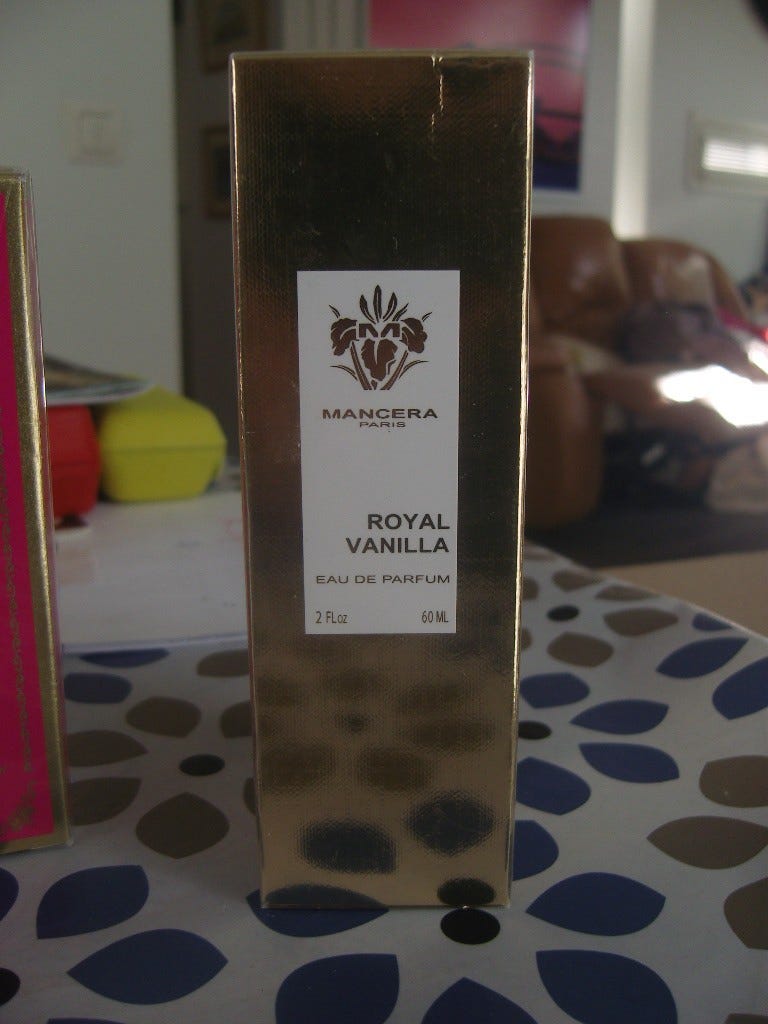 M
MANCERA
PARIS
ROYAL
VANILLA
EAU DE PARFUM
2 FLoz 60 ML